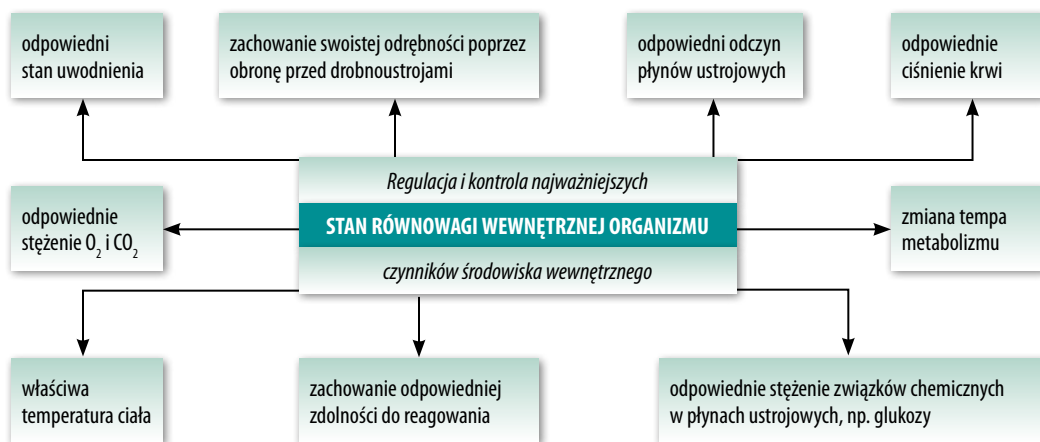 odpowiedni
stan uwodnienia
zachowanie swoistej odrębności poprzez
obronę przed drobnoustrojami
odpowiedni odczyn
płynów ustrojowych
odpowiednie
ciśnienie krwi
Regulacja i kontrola najważniejszych
STAN RÓWNOWAGI WEWNĘTRZNEJ ORGANIZMU
czynników środowiska wewnętrznego
odpowiednie
stężenie O₂ i CO₂
zmiana tempa
metabolizmu
właściwa
temperatura ciała
zachowanie odpowiedniej
zdolności do reagowania
odpowiednie stężenie związków chemicznych
w płynach ustrojowych, np. glukozy